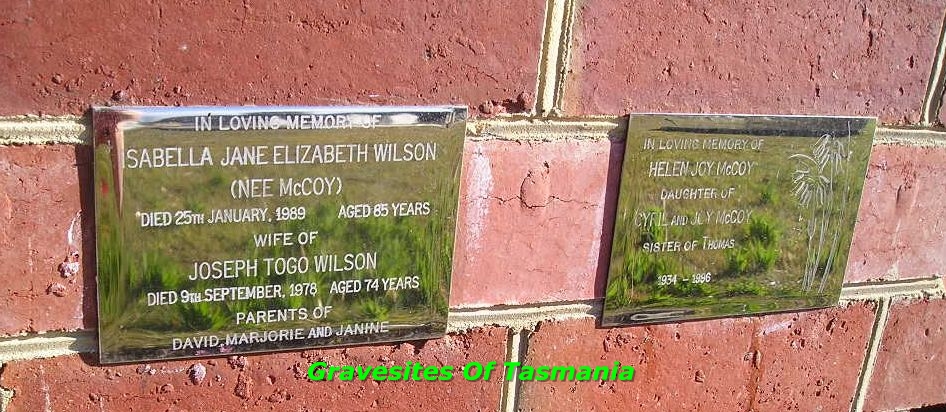 IN LOVING MEMORY OF
ISABELLA JANE ELIZABETH WILSON
(NEE McCOY)
DIED 25TH JANUARY, 1989 AGED 85 YEARS
WIFE OF
JOSEPH TOGO WILSON
DIED 9TH SEPTEMBER, 1978 AGED 74 YEARS
PARENTS OF
DAVID, MARJORIE AND JANINE
IN LOVING MEMORY OF
HELEN JOY McCOY
DAUGHTER OF
CYRIL AND McCOY
SISTER OF THOMAS
1934 - 1996
Gravesites Of Tasmania